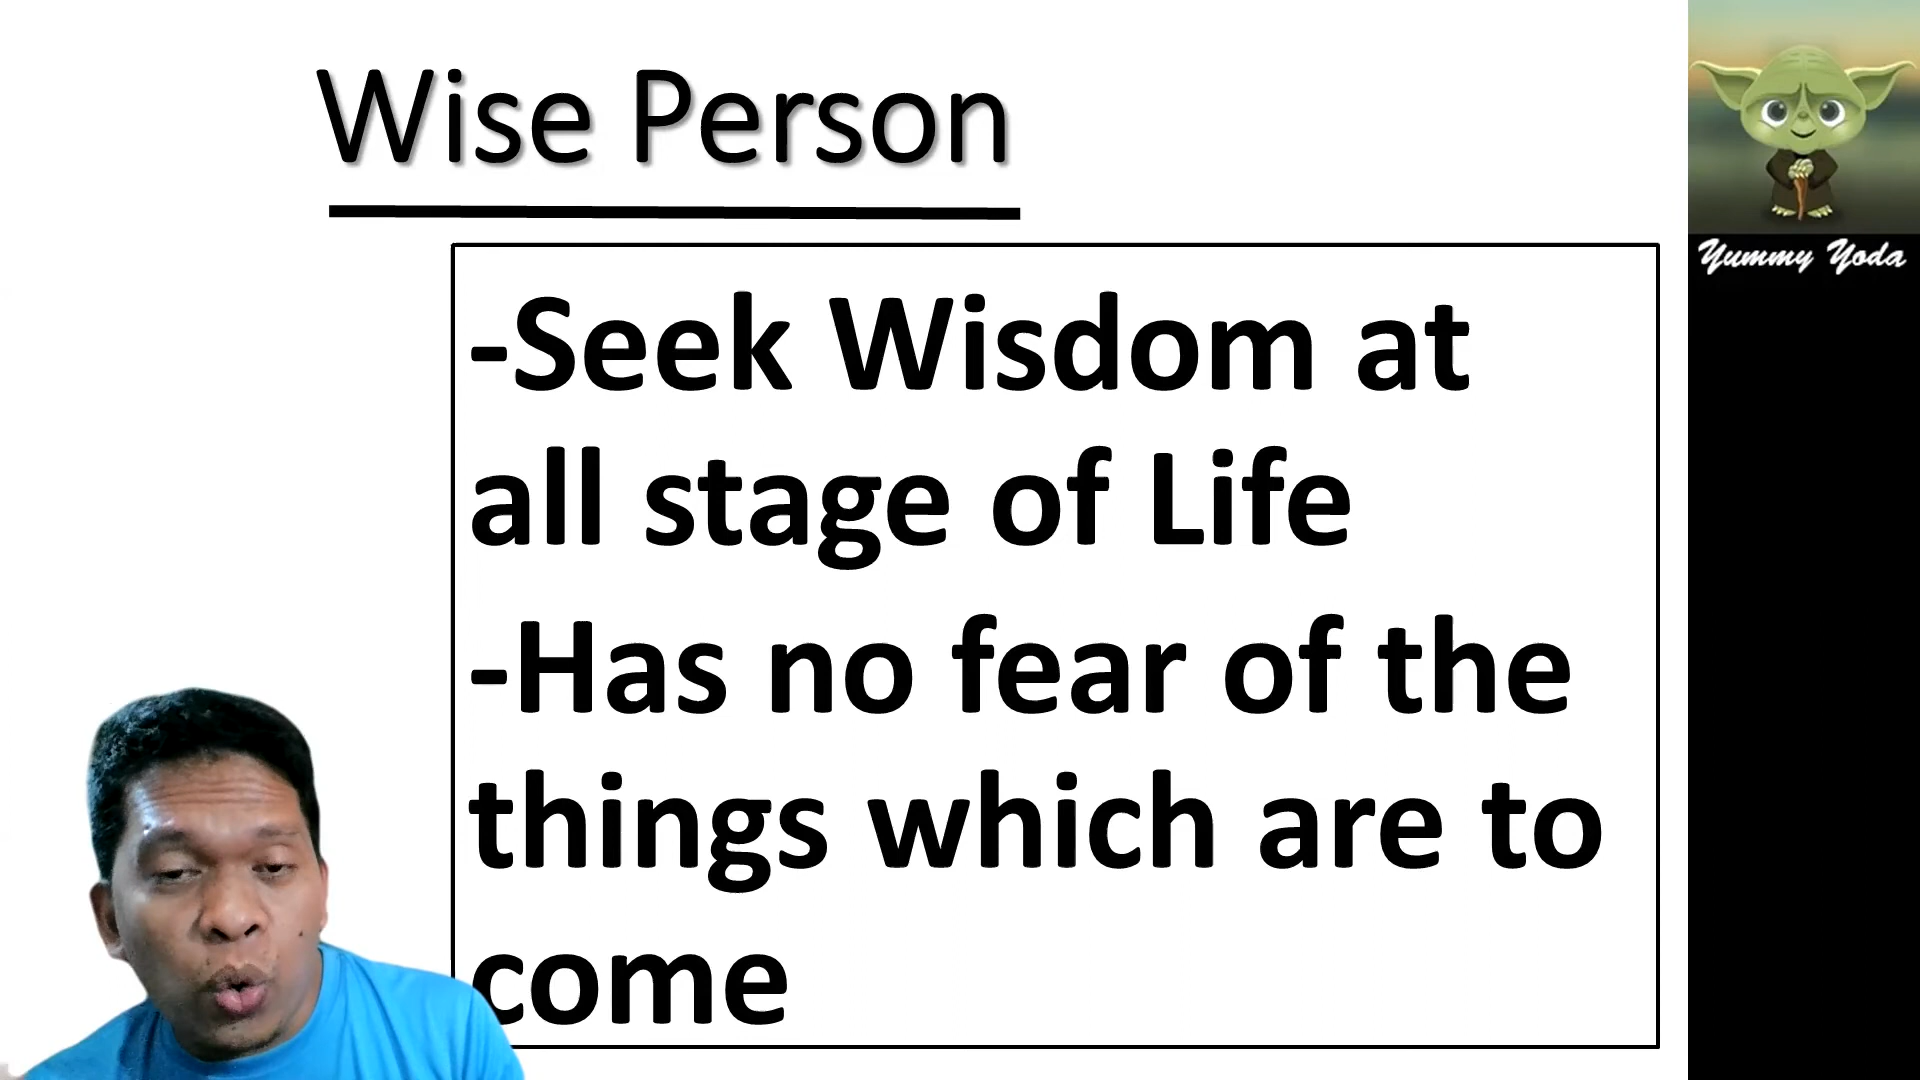 Wise Person
Yummy Yoda
-Seek Wisdom at
all stage of Life
-Has no fear of the
things which are to
come